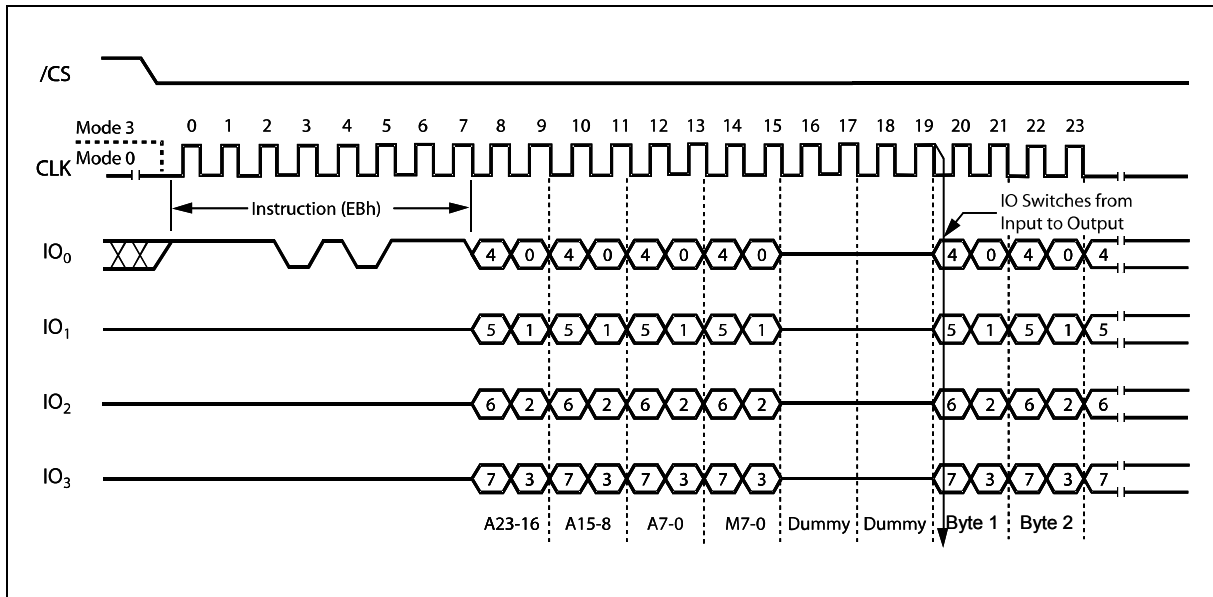 /CS
Mode 3
0 1 2 3 4 5 6 7 8 9 10 11 12 13 14 15 16 17 18 19 20 21 22 23
CLK
Mode 0
Instruction (EBh)
IO Switches from
Input to Output
IO0
4 0 4 0 4 0 4 0 4 0 4 0 4
IO1
5 1 5 1 5 1 5 1 5 1 5 1 5
IO2
6 2 6 2 6 2 6 2 6 2 6 2 6
IO3
7 3 7 3 7 3 7 3 7 3 7 3 7
A23-16 A15-8 A7-0 M7-0 Dummy Dummy Byte 1 Byte 2